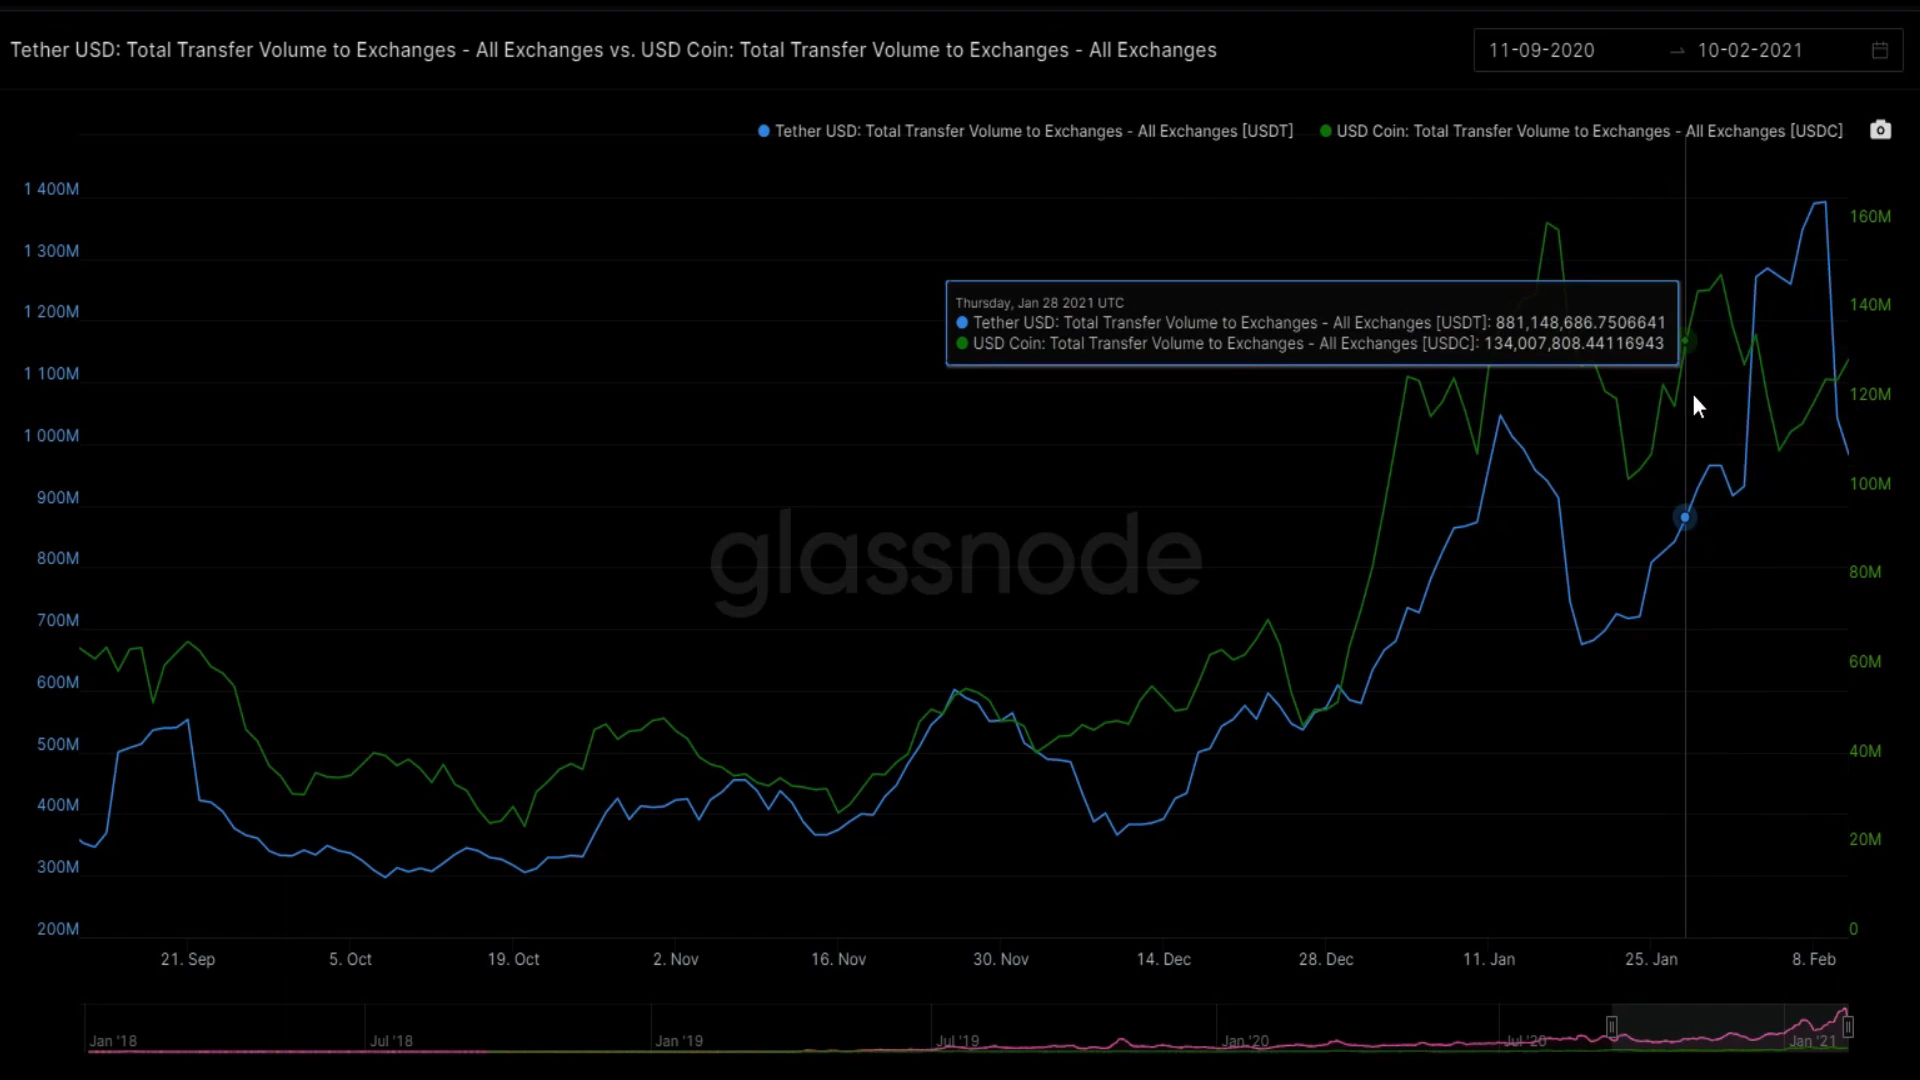 Tether USD: Total Transfer Volume to Exchanges - All Exchanges vs. USD Coin: Total Transfer Volume to Exchanges - All Exchanges
11-09-2020 → 10-02-2021
Tether USD: Total Transfer Volume to Exchanges - All Exchanges [USDT]
USD Coin: Total Transfer Volume to Exchanges - All Exchanges [USDC]
1 400M
1 300M
1 200M
1 100M
1 000M
900M
800M
700M
600M
500M
400M
300M
200M
160M
140M
120M
100M
80M
60M
40M
20M
0
Thursday, Jan 28 2021 UTC
Tether USD: Total Transfer Volume to Exchanges - All Exchanges [USDT]: 881,148,686.7506641
USD Coin: Total Transfer Volume to Exchanges - All Exchanges [USDC]: 134,007,808.44116943
glassnode
21. Sep
5. Oct
19. Oct
2. Nov
16. Nov
30. Nov
14. Dec
28. Dec
11. Jan
25. Jan
8. Feb
Jan '18
Jul '18
Jan '19
Jul '19
Jan '20
Jul '20
Jan '21